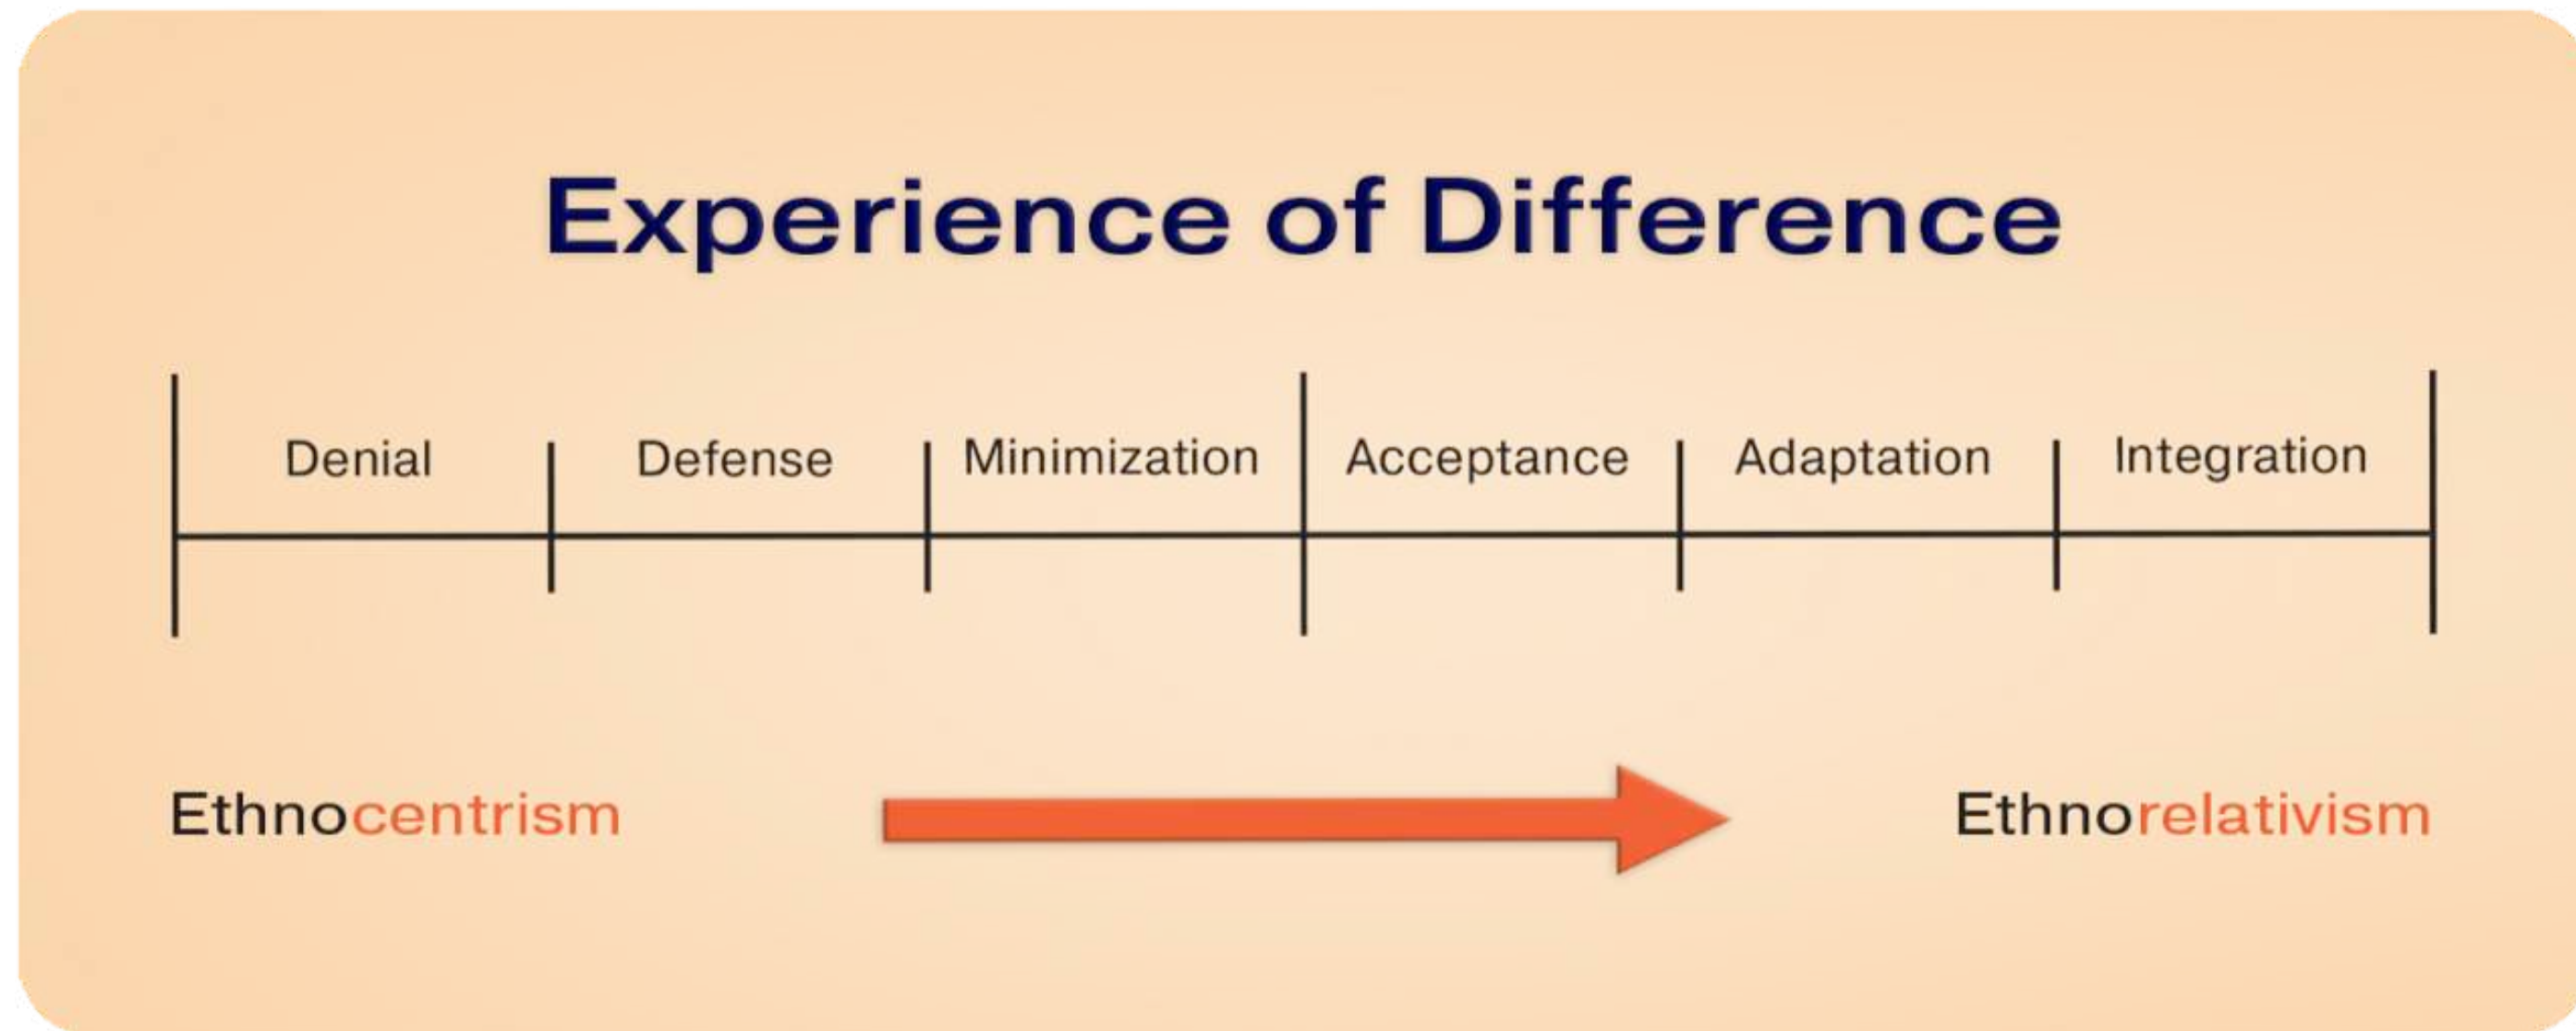 Experience of Difference
Denial Defense Minimization Acceptance Adaptation Integration
Ethnocentrism Ethnorelativism